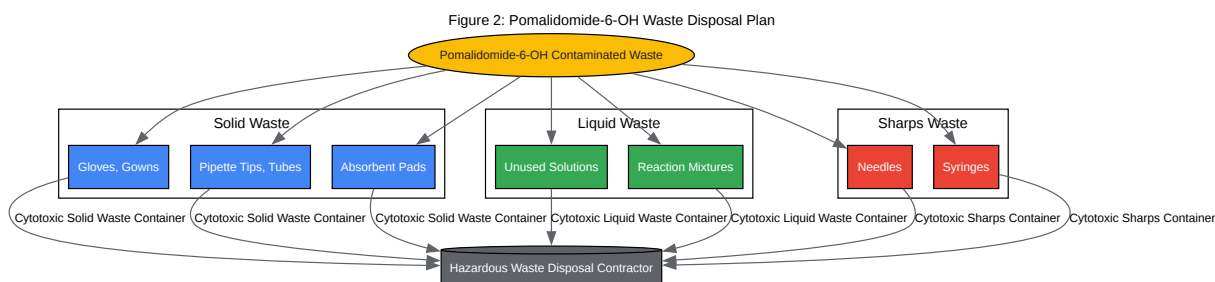 Figure 2: Pomalidomide-6-OH Waste Disposal Plan
Pomalidomide-6-OH Contaminated Waste
Solid Waste
Liquid Waste
Sharps Waste
Gloves, Gowns
Pipette Tips, Tubes
Absorbent Pads
Unused Solutions
Reaction Mixtures
Needles
Syringes
Cytotoxic Solid Waste Container
Cytotoxic Solid Waste Container
Cytotoxic Solid Waste Container
Cytotoxic Liquid Waste Container
Cytotoxic Liquid Waste Container
Cytotoxic Sharps Container
Cytotoxic Sharps Container
Hazardous Waste Disposal Contractor